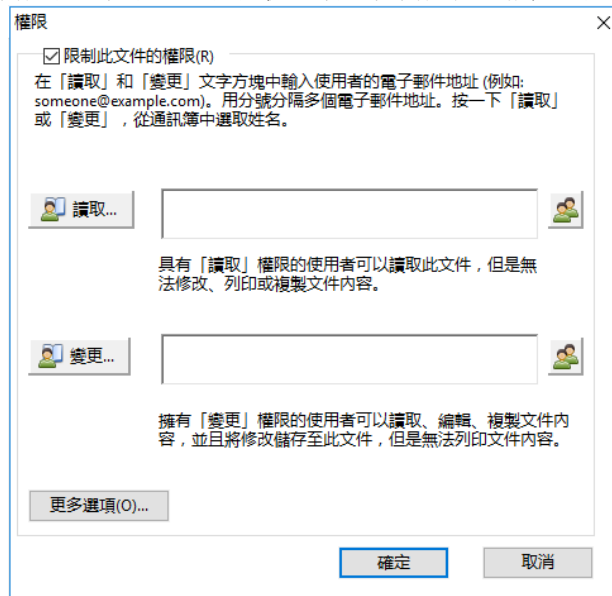 權限
限制此文件的權限(R)
在「讀取」和「變更」文字方塊中輸入使用者的電子郵件地址 (例如:
someone@example.com)。用分號分隔多個電子郵件地址。按一下「讀取」
或「變更」，從通訊簿中選取姓名。
讀取...
具有「讀取」權限的使用者可以讀取此文件，但是無
法修改、列印或複製文件內容。
變更...
擁有「變更」權限的使用者可以讀取、編輯、複製文件內
容，並且將修改儲存至此文件，但是無法列印文件內容。
更多選項(O)...
確定
取消